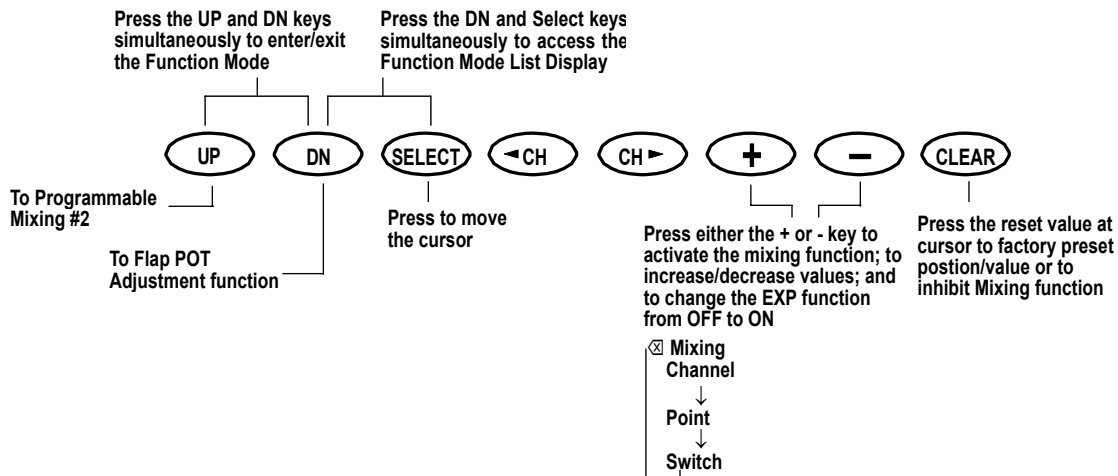 Press the UP and DN keys
simultaneously to enter/exit
the Function Mode
Press the DN and Select keys
simultaneously to access the
Function Mode List Display
UP
DN
SELECT
◄CH
CH►
+
−
CLEAR
To Programmable
Mixing #2
To Flap POT
Adjustment function
Press to move
the cursor
Press either the + or - key to
activate the mixing function; to
increase/decrease values; and
to change the EXP function
from OFF to ON
Press the reset value at
cursor to factory preset
postion/value or to
inhibit Mixing function
⌫ Mixing
Channel
↓
Point
↓
Switch